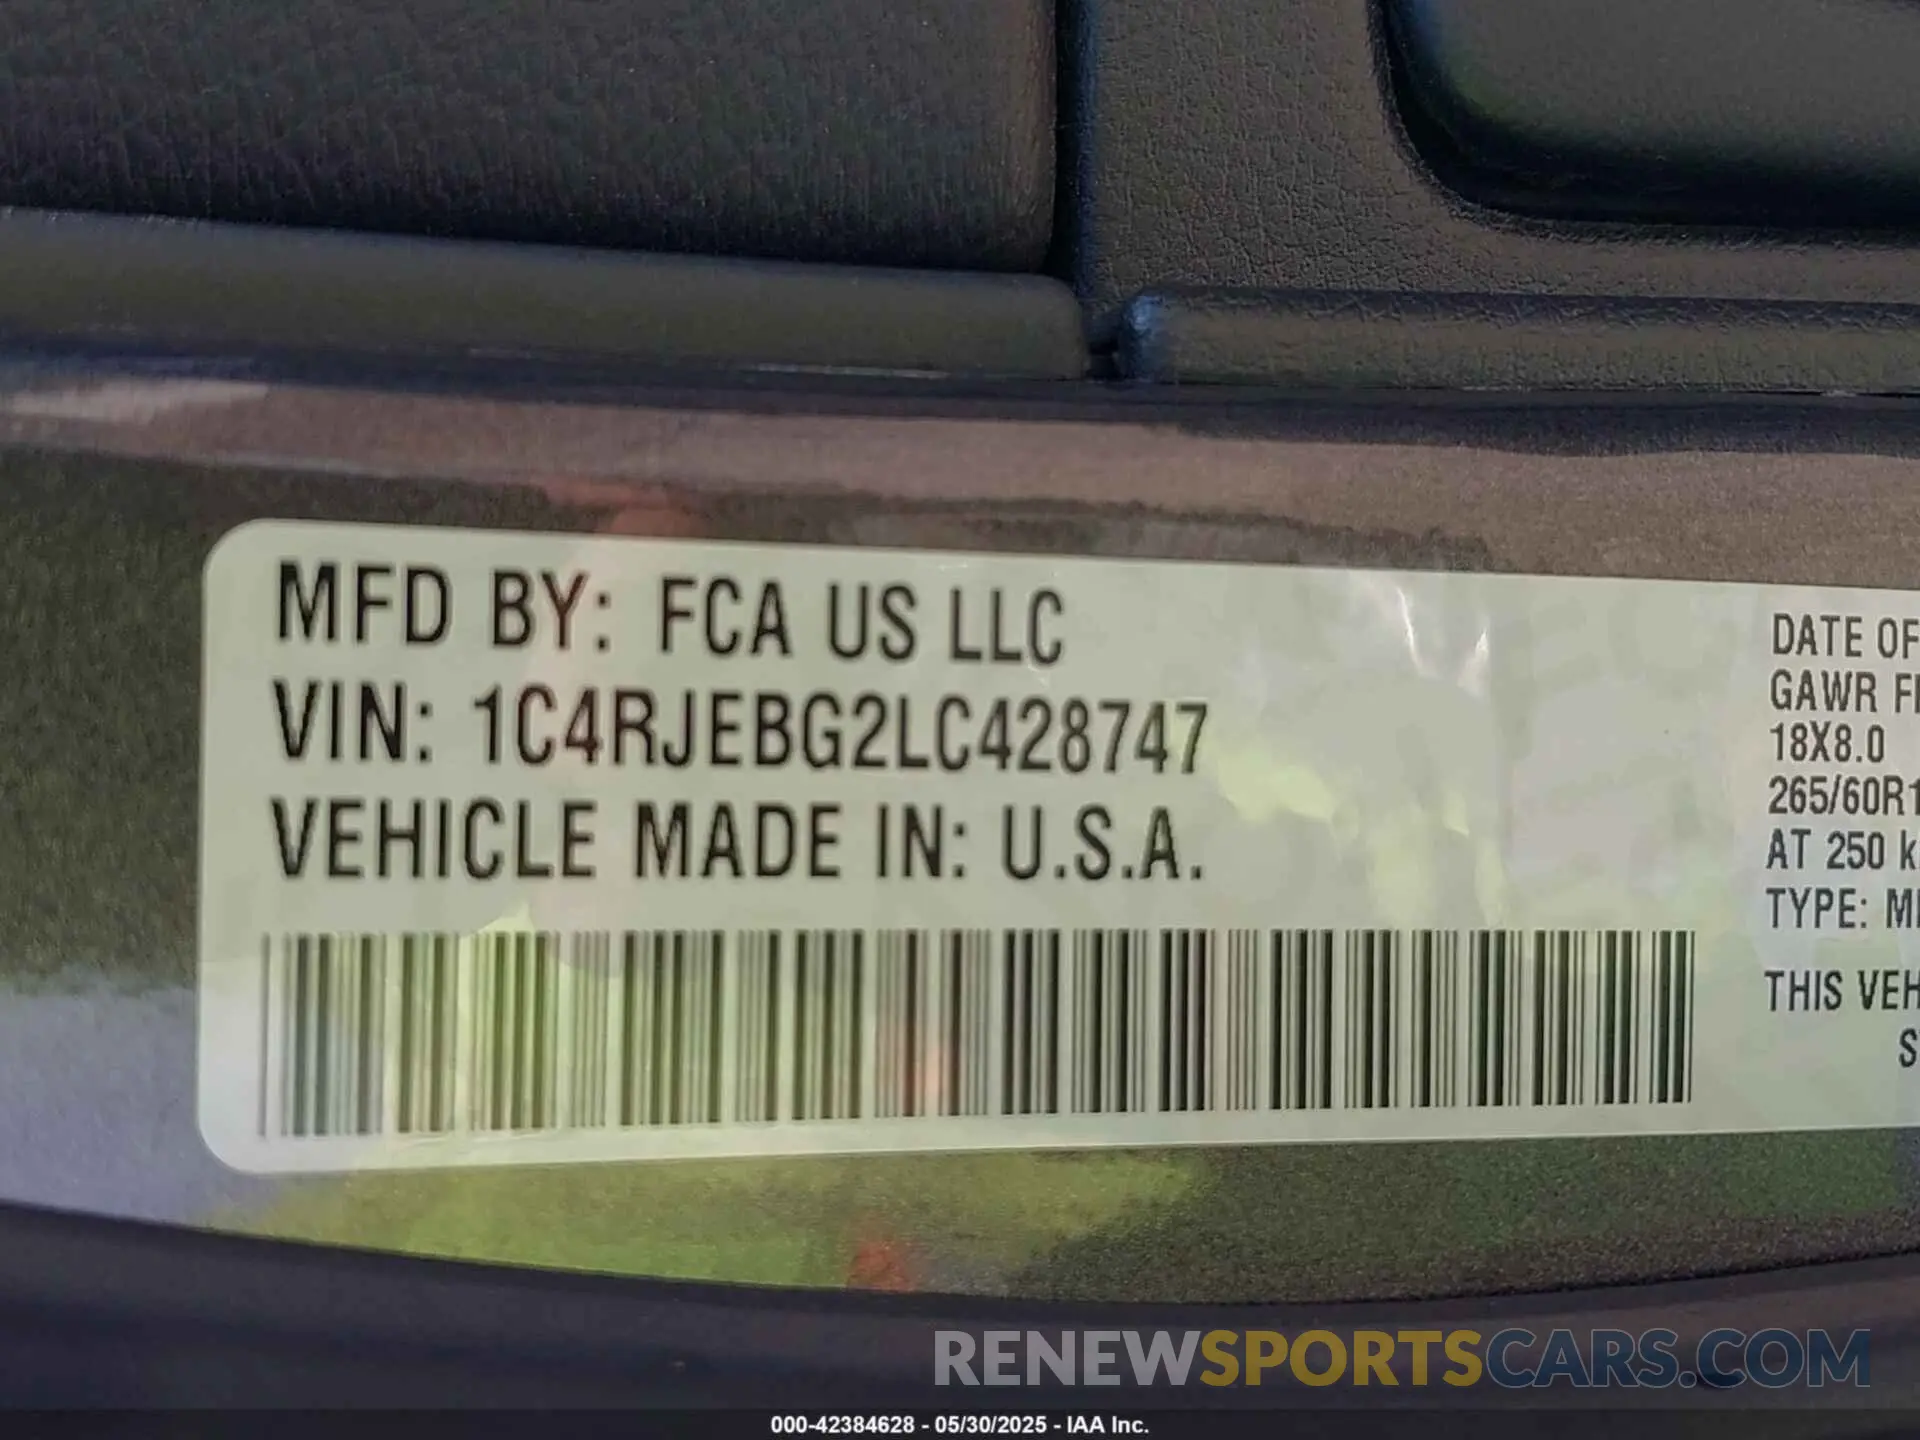 MFD BY: FCA US LLC
VIN: 1C4RJEBG2LC428747
VEHICLE MADE IN: U.S.A.
DATE OF
GAWR
18X8.0
265/60R1
AT 250 k
TYPE:
THIS VEH
S
RENEWSPORTSCARS.COM
000-42384628 - 05/30/2025 - IAA Inc.